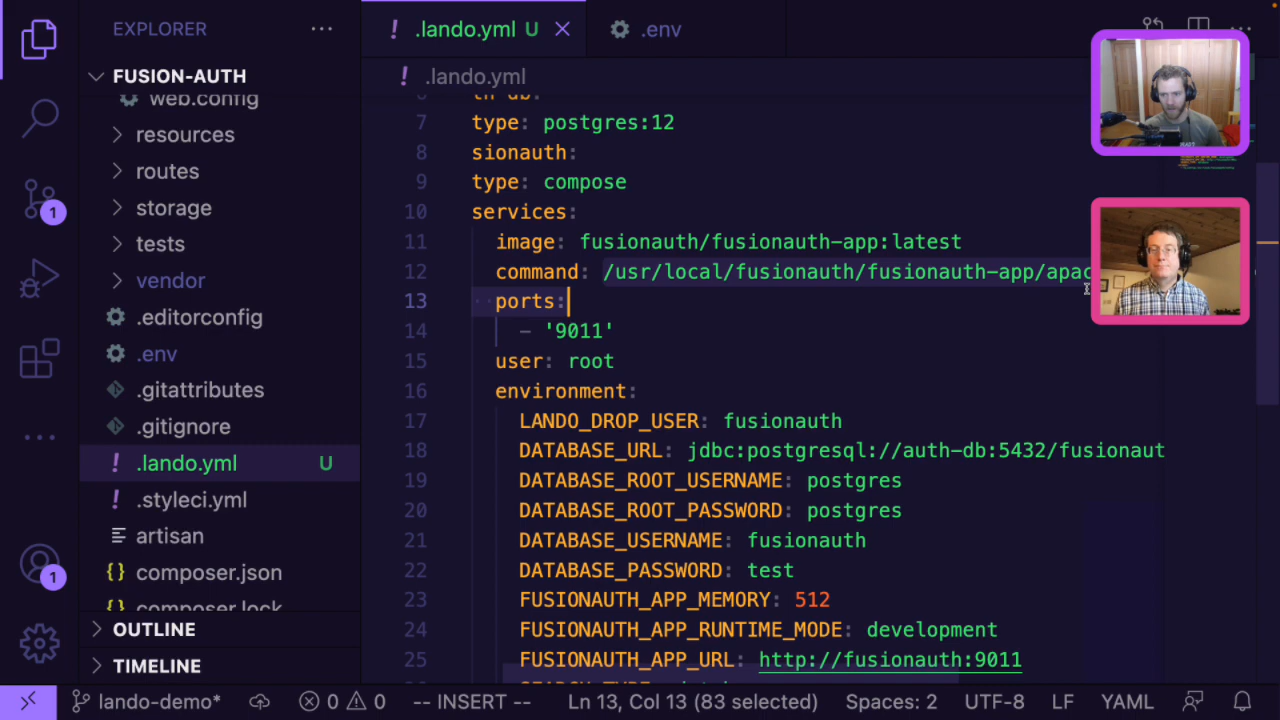 EXPLORER
FUSION-AUTH
web.config
resources
routes
storage
tests
vendor
.editorconfig
.env
.gitattributes
.gitignore
.lando.yml U
.styleci.yml
artisan
composer.json
composer.lock
OUTLINE
TIMELINE
1
1
.lando.yml U
.env
.lando.yml
7 type: postgres:12
8 sionauth:
9 type: compose
10 services:
11 image: fusionauth/fusionauth-app:latest
12 command: /usr/local/fusionauth/fusionauth-app/apac
13 ports:
14 - '9011'
15 user: root
16 environment:
17 LANDO_DROP_USER: fusionauth
18 DATABASE_URL: jdbc:postgresql://auth-db:5432/fusionaut
19 DATABASE_ROOT_USERNAME: postgres
20 DATABASE_ROOT_PASSWORD: postgres
21 DATABASE_USERNAME: fusionauth
22 DATABASE_PASSWORD: test
23 FUSIONAUTH_APP_MEMORY: 512
24 FUSIONAUTH_APP_RUNTIME_MODE: development
25 FUSIONAUTH_APP_URL: http://fusionauth:9011
lando-demo* 0 0 -- INSERT -- Ln 13, Col 13 (83 selected) Spaces: 2 UTF-8 LF YAML